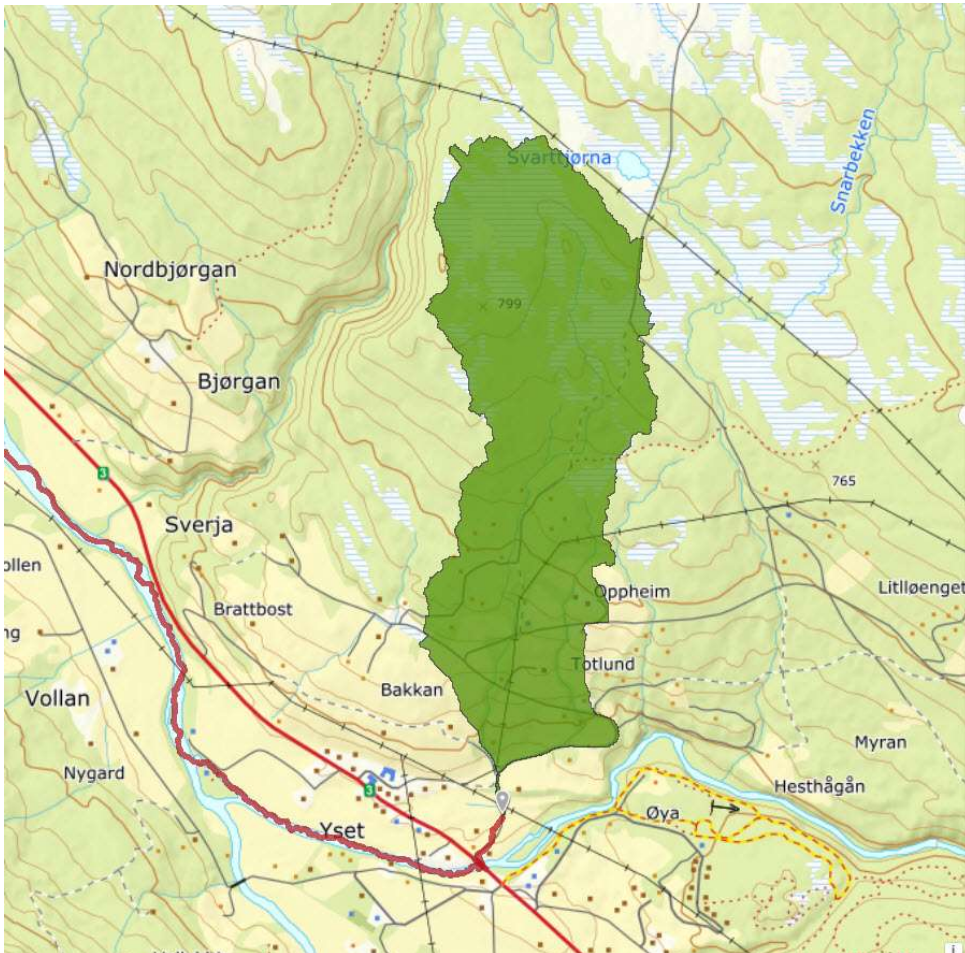 Svarttjørna
Snarbekken
Nordbjørgan
799
Bjørgan
3
765
Sverja
ollen
Oppheim
Litlløenget
Brattbost
ng
Totlund
Vollan
Bakkan
Myran
Nygard
Hesthågån
3
Øya
Yset
i